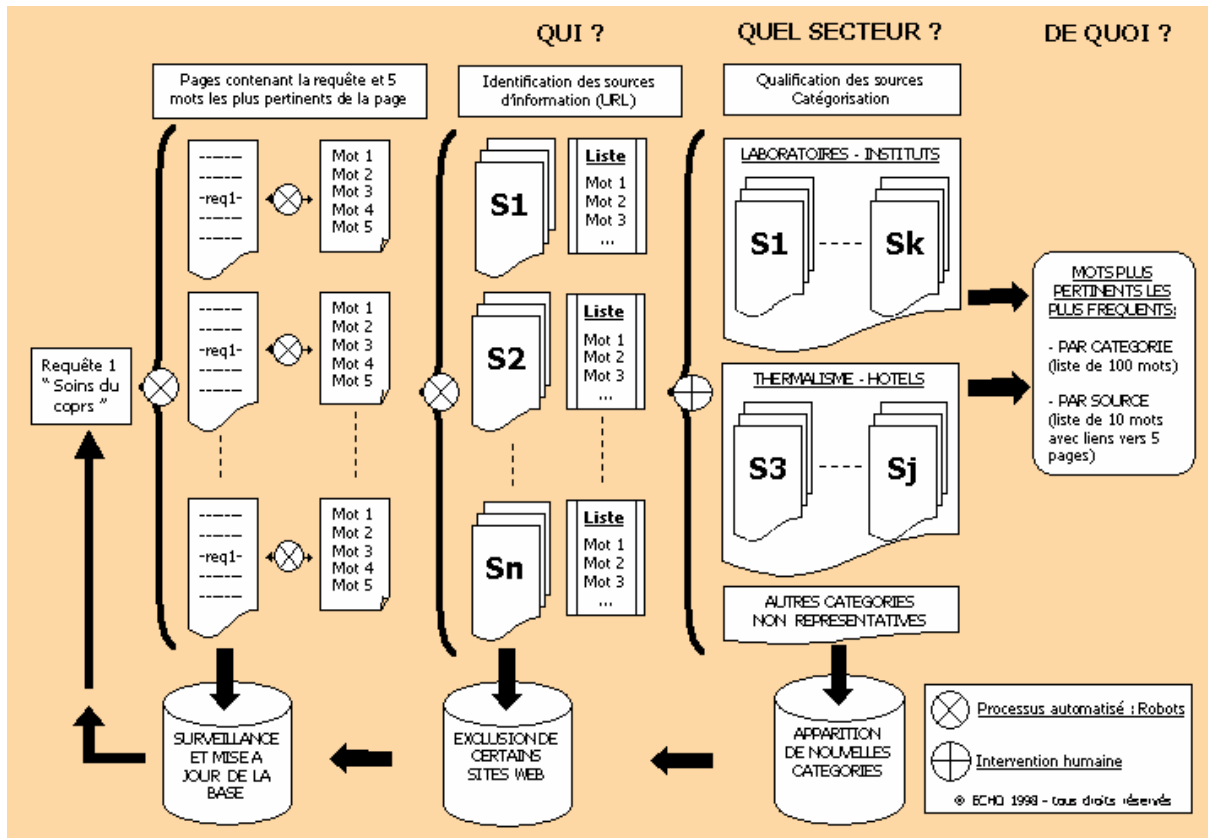 QUI ?
QUEL SECTEUR ?
DE QUOI ?
Pages contenant la requête et 5
mots les plus pertinents de la page
Identification des sources
d'information (URL)
Qualification des sources
Catégorisation
-req1-
Mot 1
Mot 2
Mot 3
Mot 4
Mot 5
-req1-
Mot 1
Mot 2
Mot 3
Mot 4
Mot 5
-req1-
Mot 1
Mot 2
Mot 3
Mot 4
Mot 5
Requête 1
" Soins du
coprs "
S1
Liste
Mot 1
Mot 2
Mot 3
...
S2
Liste
Mot 1
Mot 2
Mot 3
Sn
Liste
Mot 1
Mot 2
Mot 3
...
LABORATOIRES - INSTITUTS
S1
Sk
THERMALISME - HOTELS
S3
Sj
AUTRES CATEGORIES
NON REPRESENTATIVES
MOTS PLUS
PERTINENTS LES
PLUS FREQUENTS:
- PAR CATEGORIE
(liste de 100 mots)
- PAR SOURCE
(liste de 10 mots
avec liens vers 5
pages)
SURVEILLANCE
ET MISE A
JOUR DE LA
BASE
EXCLUSION DE
CERTAINS
SITES WEB
APPARITION
DE NOUVELLES
CATEGORIES
Processus automatisé : Robots
Intervention humaine
® ECHO 1998 - tous droits réservés